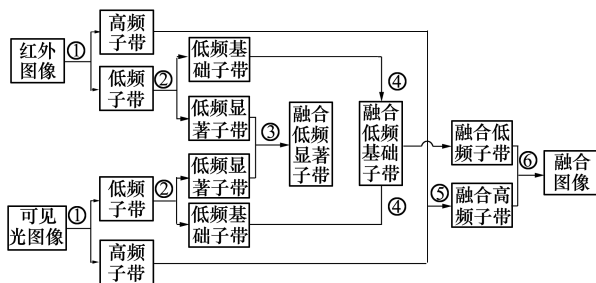 红外
图像
①
高频
子带
低频
子带
②
低频基
础子带
低频显
著子带
③
融合
低频
显著
子带
④
融合
低频
基础
子带
④
低频显
著子带
低频基
础子带
可见
光图像
①
低频
子带
②
高频
子带
⑤
融合低
频子带
融合高
频子带
⑥
融合
图像